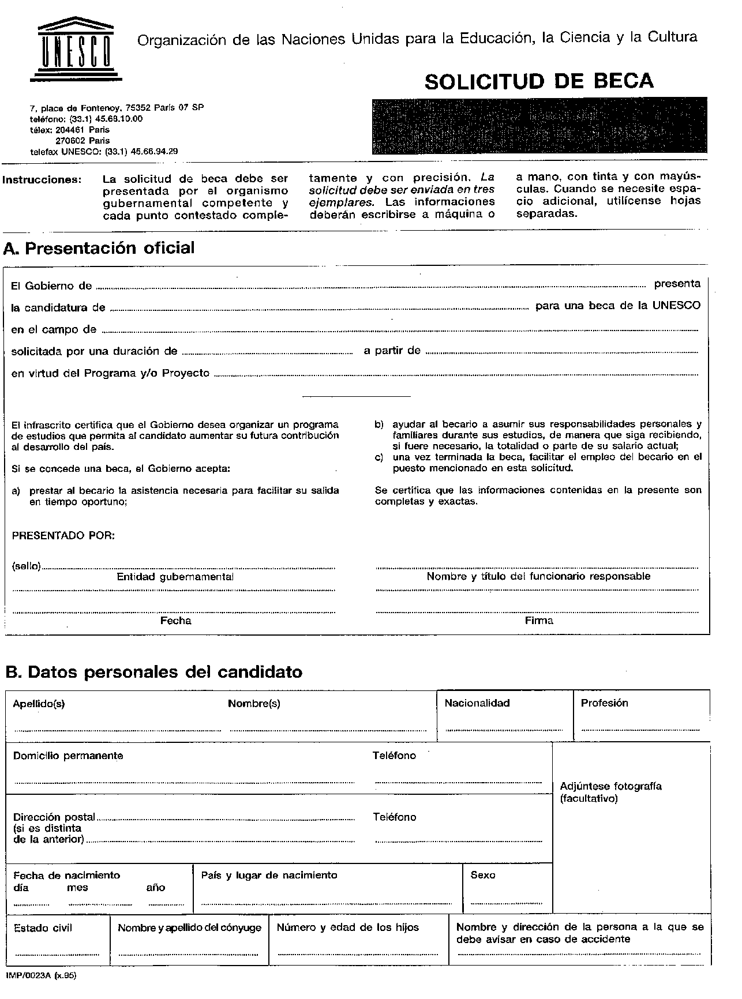 UNESCO
Organización de las Naciones Unidas para la Educación, la Ciencia y la Cultura
SOLICITUD DE BECA
7, place de Fontenoy, 75352 París 07 SP
teléfono: (33.1) 45.68.10.00
télex: 204461 Paris
270602 Paris
telefax UNESCO: (33.1) 45.66.94.29
Instrucciones:
La solicitud de beca debe ser
presentada por el organismo
gubernamental competente y
cada punto contestado comple-
tamente y con precisión. La
solicitud debe ser enviada en tres
ejemplares. Las informaciones
deberán escribirse a máquina o
a mano, con tinta y con mayús-
culas. Cuando se necesite espa-
cio adicional, utilícense hojas
separadas.
A. Presentación oficial
El Gobierno de presenta
la candidatura de para una beca de la UNESCO
en el campo de
solicitada por una duración de a partir de
en virtud del Programa y/o Proyecto
El infrascrito certifica que el Gobierno desea organizar un programa
de estudios que permita al candidato aumentar su futura contribución
al desarrollo del país.
Si se concede una beca, el Gobierno acepta:
a) prestar al becario la asistencia necesaria para facilitar su salida
en tiempo oportuno;
b) ayudar al becario a asumir sus responsabilidades personales y
familiares durante sus estudios, de manera que siga recibiendo,
si fuere necesario, la totalidad o parte de su salario actual;
c) una vez terminada la beca, facilitar el empleo del becario en el
puesto mencionado en esta solicitud.
Se certifica que las informaciones contenidas en la presente son
completas y exactas.
PRESENTADO POR:
(sello)
Entidad gubernamental
Nombre y título del funcionario responsable
Fecha
Firma
B. Datos personales del candidato
Apellido(s) Nombre(s) Nacionalidad Profesión
Domicilio permanente Teléfono
Adjúntese fotografía
(facultativo)
Dirección postal Teléfono
(si es distinta
de la anterior)
Fecha de nacimiento País y lugar de nacimiento Sexo
día mes año
Estado civil Nombre y apellido del cónyuge Número y edad de los hijos Nombre y dirección de la persona a la que se
debe avisar en caso de accidente
IMP/0023A (x.95)